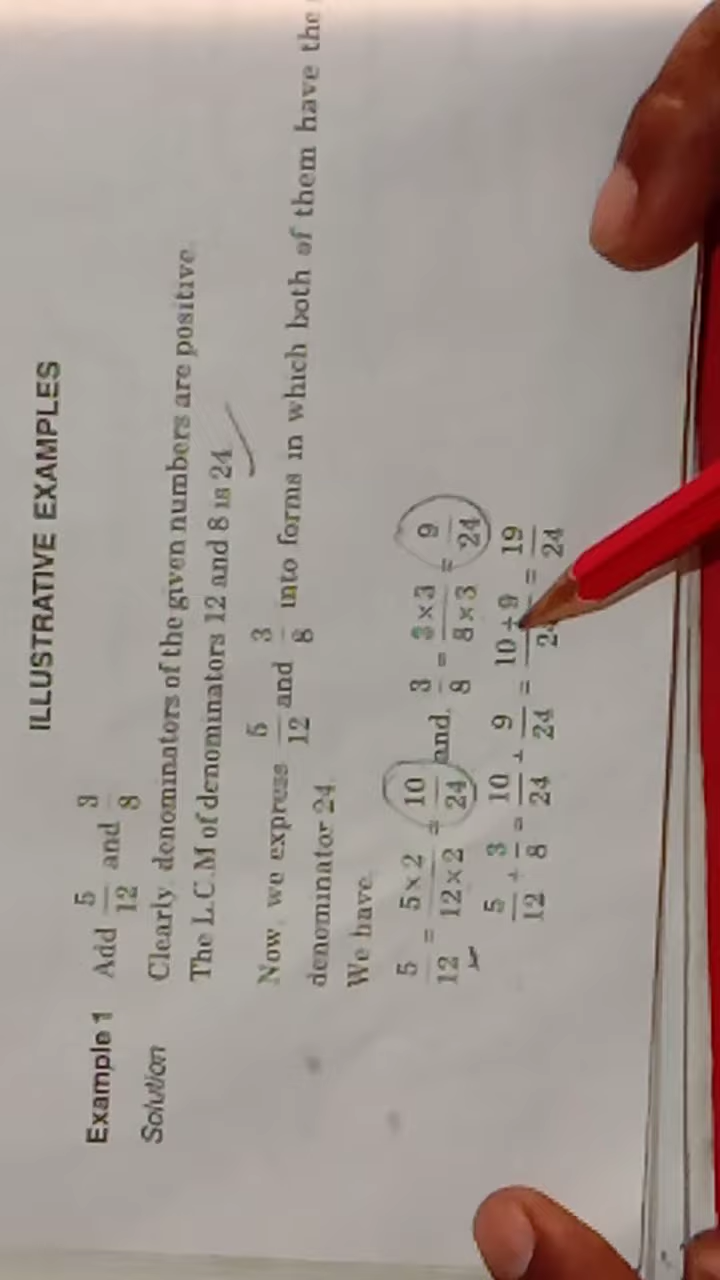 ILLUSTRATIVE EXAMPLES
Example 1 Add 5/12 and 3/8
Solution Clearly, denominators of the given numbers are positive.
The L.C.M of denominators 12 and 8 is 24
Now, we express 5/12 and 3/8 into forms in which both of them have the
denominator 24.
We have,
5/12 = 5×2/12×2 = 10/24 and, 3/8 = 3×3/8×3 = 9/24
5/12 + 3/8 = 10/24 + 9/24 = 10+9/24 = 19/24